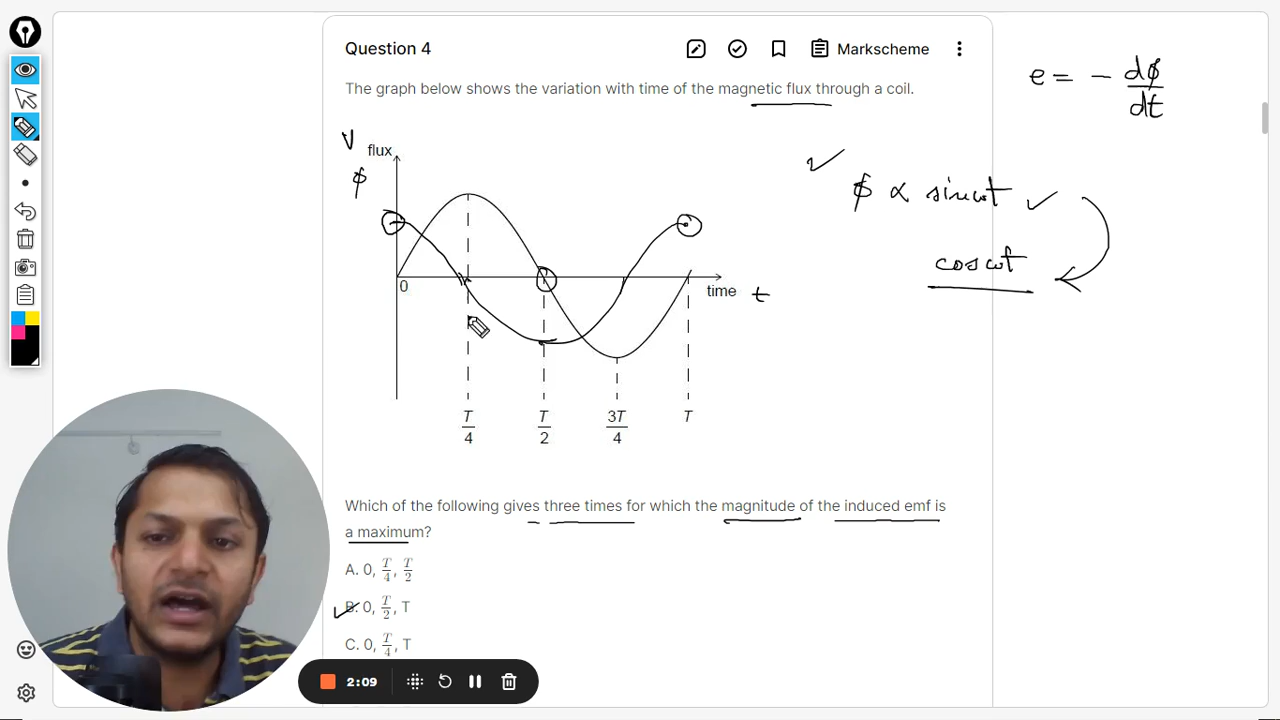 Question 4
Markscheme
The graph below shows the variation with time of the magnetic flux through a coil.
e = - dϕ/dt
V
flux
ϕ
ϕ ∝ sinωt
cosωt
0
time t
T/4 T/2 3T/4 T
Which of the following gives three times for which the magnitude of the induced emf is
a maximum?
A. 0, T/4, T/2
B. 0, T/2, T
C. 0, T/4, T
2:09